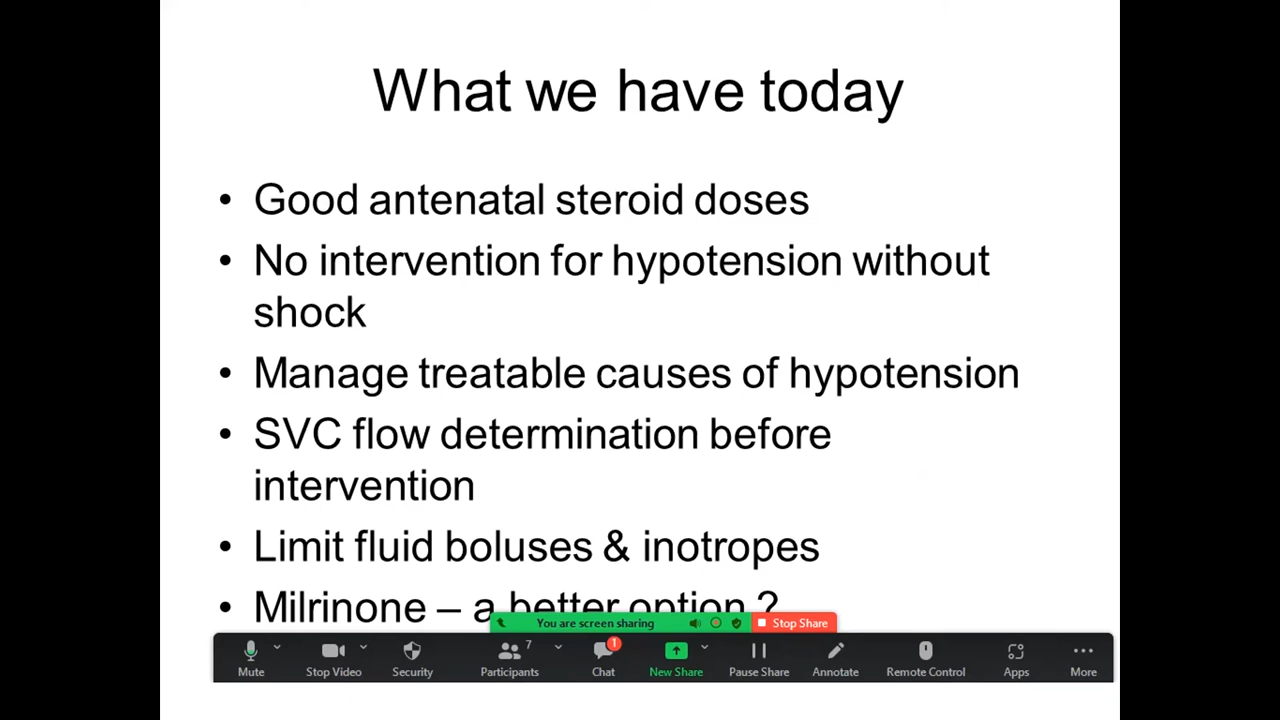 What we have today
• Good antenatal steroid doses
• No intervention for hypotension without
shock
• Manage treatable causes of hypotension
• SVC flow determination before
intervention
• Limit fluid boluses & inotropes
• Milrinone – a better option ?
You are screen sharing
Stop Share
7
1
Mute
Stop Video
Security
Participants
Chat
New Share
Pause Share
Annotate
Remote Control
Apps
More